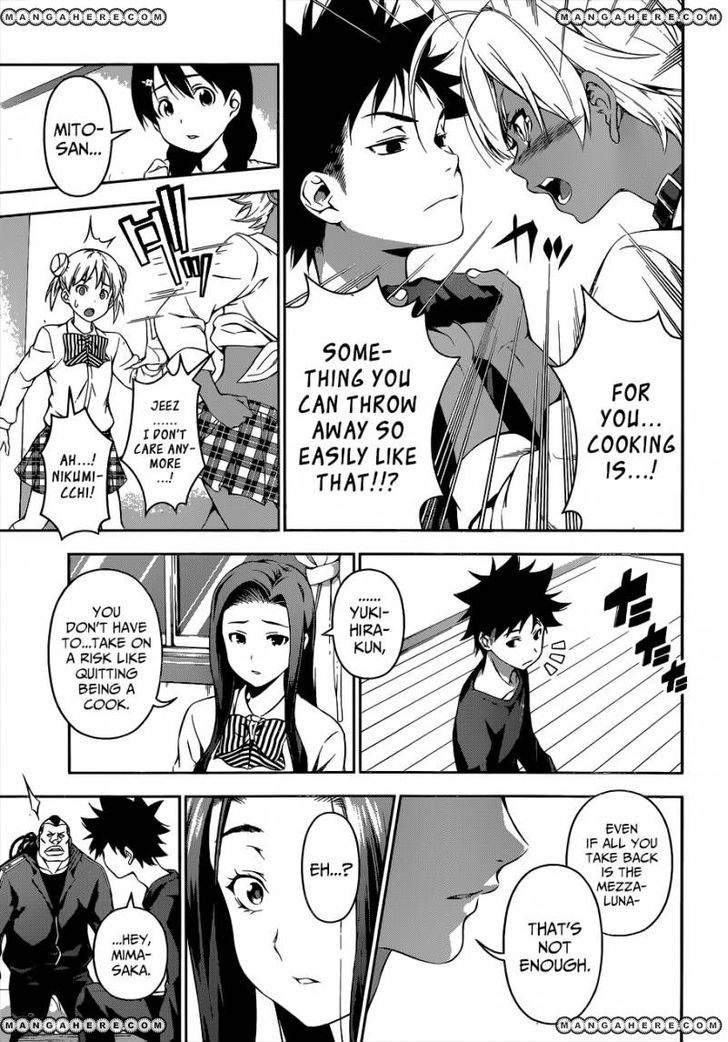 MANGAHERE.COM
MANGAHERE.COM
FOR
YOU...
COOKING
IS...!
SOME-
THING YOU
CAN THROW
AWAY SO
EASILY LIKE
THAT!!?
ガッ
MITO-
SAN...
JEEZ
......
I DON'T
CARE ANY-
MORE
...!
AH...!
NIKUMI-
CCHI!
......
YUKI-
HIRA-
KUN,
YOU
DON'T HAVE
TO...TAKE ON
A RISK LIKE
QUITTING
BEING A
COOK.
EVEN
IF ALL YOU
TAKE BACK
IS THE
MEZZA-
LUNA-
THAT'S
NOT
ENOUGH.
EH...?
...HEY,
MIMA-
SAKA.
MANGAHERE.COM
MANGAHERE.COM